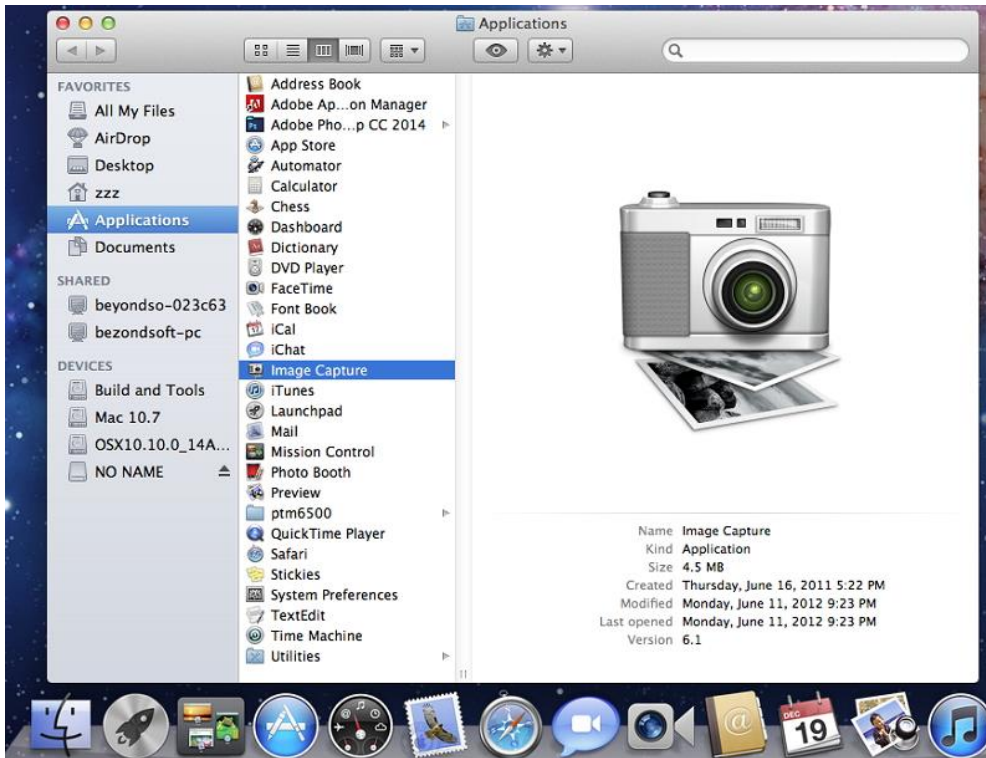 Applications
FAVORITES
All My Files
AirDrop
Desktop
zzz
Applications
Documents
SHARED
beyondso-023c63
bezondsoft-pc
DEVICES
Build and Tools
Mac 10.7
OSX10.10.0_14A...
NO NAME
Address Book
Adobe Ap...on Manager
Adobe Pho...p CC 2014
App Store
Automator
Calculator
Chess
Dashboard
Dictionary
DVD Player
FaceTime
Font Book
iCal
iChat
Image Capture
iTunes
Launchpad
Mail
Mission Control
Photo Booth
Preview
ptm6500
QuickTime Player
Safari
Stickies
System Preferences
TextEdit
Time Machine
Utilities
Name Image Capture
Kind Application
Size 4.5 MB
Created Thursday, June 16, 2011 5:22 PM
Modified Monday, June 11, 2012 9:23 PM
Last opened Monday, June 11, 2012 9:23 PM
Version 6.1
DEC
19